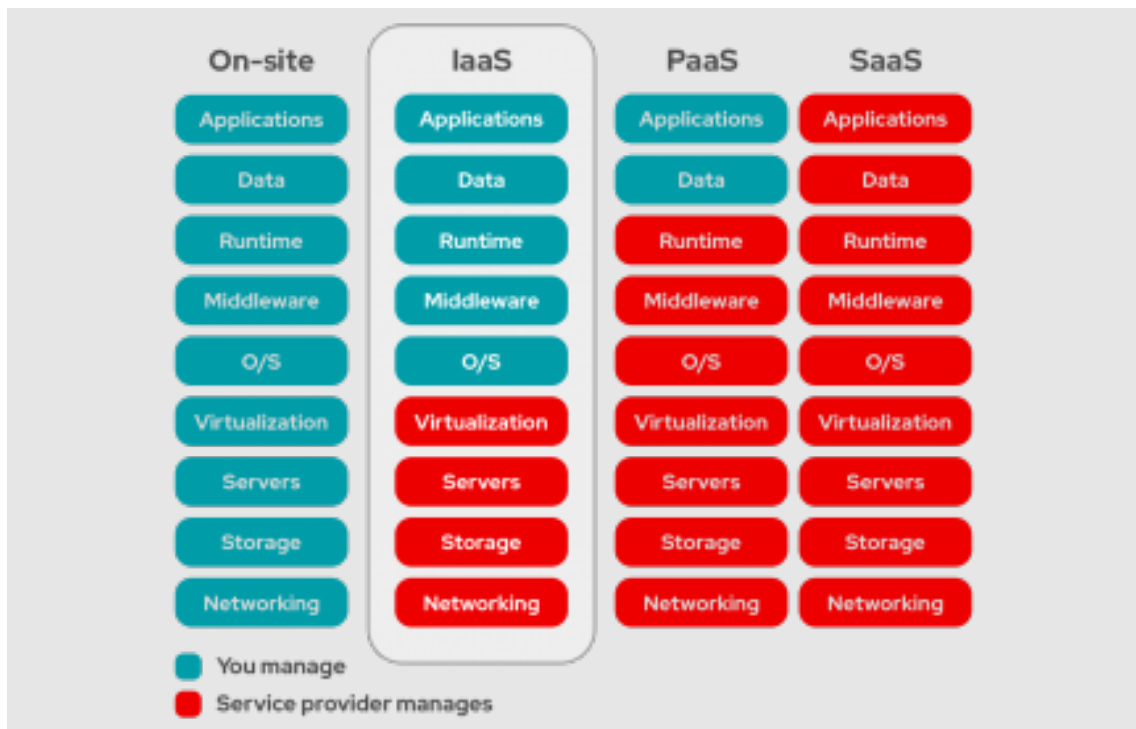 On-site IaaS PaaS SaaS
Applications Applications Applications Applications
Data Data Data Data
Runtime Runtime Runtime Runtime
Middleware Middleware Middleware Middleware
O/S O/S O/S O/S
Virtualization Virtualization Virtualization Virtualization
Servers Servers Servers Servers
Storage Storage Storage Storage
Networking Networking Networking Networking
You manage
Service provider manages